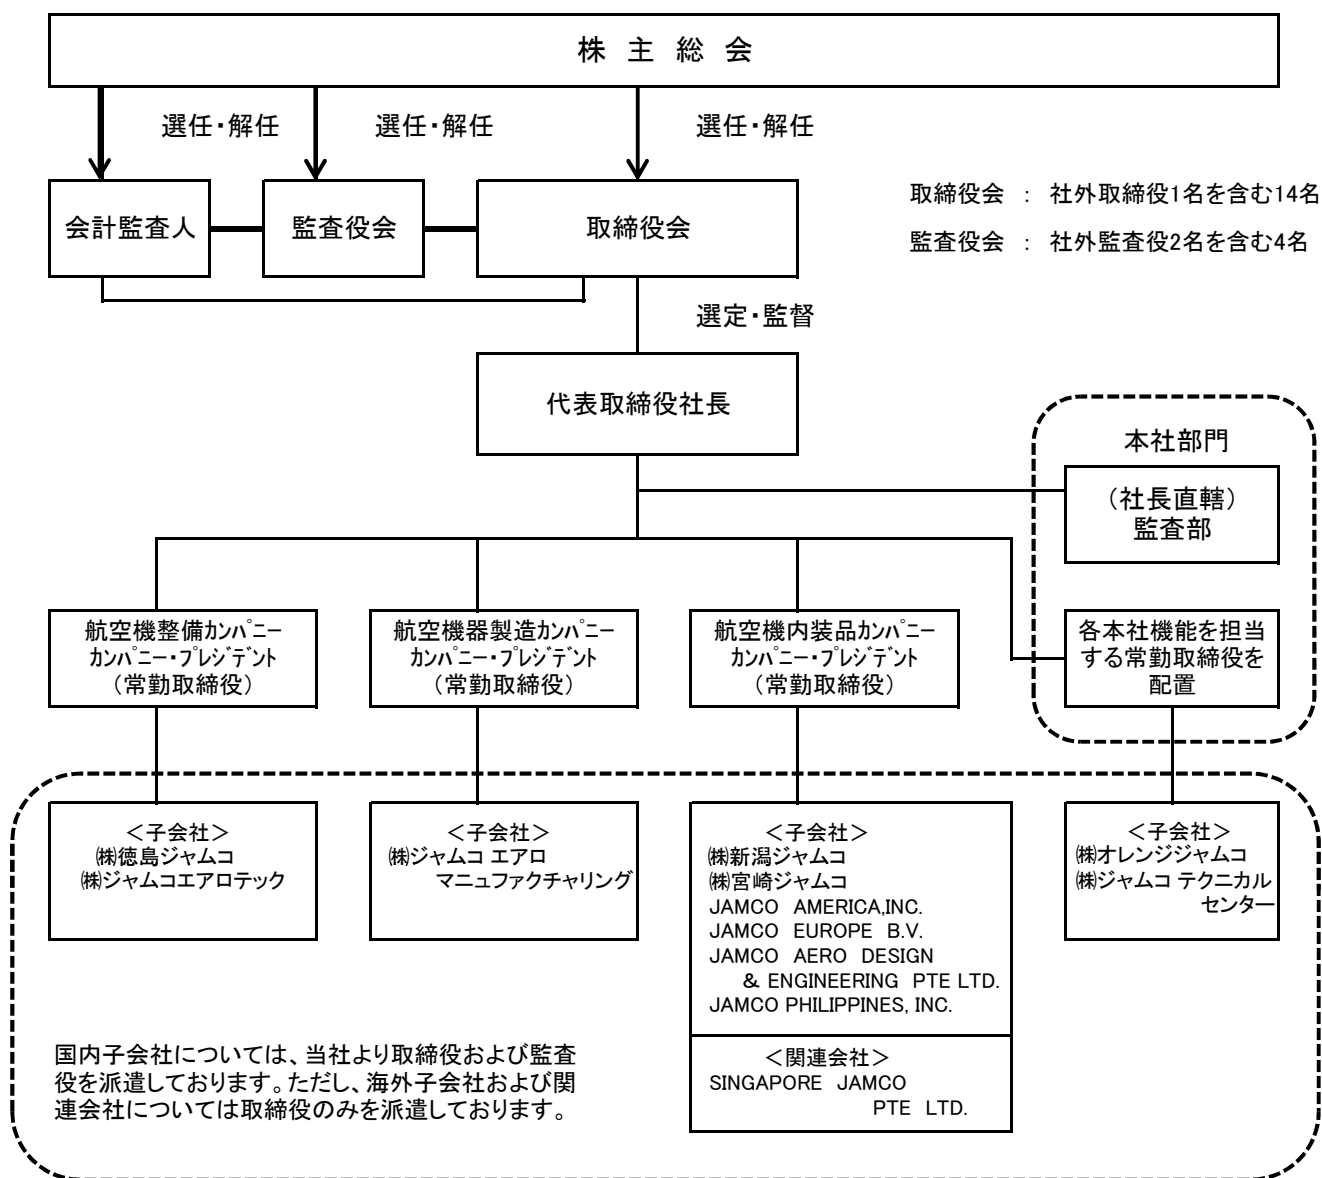 株　主　総　会
選任・解任
選任・解任
選任・解任
会計監査人
監査役会
取締役会
取締役会　：　社外取締役1名を含む14名
監査役会　：　社外監査役2名を含む4名
選定・監督
代表取締役社長
本社部門
（社長直轄）
監査部
航空機整備ｶﾝﾊﾟﾆｰ
ｶﾝﾊﾟﾆｰ・ﾌﾟﾚｼﾞﾃﾞﾝﾄ
（常勤取締役）
航空機器製造ｶﾝﾊﾟﾆｰ
ｶﾝﾊﾟﾆｰ・ﾌﾟﾚｼﾞﾃﾞﾝﾄ
（常勤取締役）
航空機内装品ｶﾝﾊﾟﾆｰ
ｶﾝﾊﾟﾆｰ・ﾌﾟﾚｼﾞﾃﾞﾝﾄ
（常勤取締役）
各本社機能を担当
する常勤取締役を
配置
＜子会社＞
㈱徳島ジャムコ
㈱ジャムコエアロテック
＜子会社＞
㈱ジャムコ エアロ
マニュファクチャリング
＜子会社＞
㈱新潟ジャムコ
㈱宮崎ジャムコ
JAMCO AMERICA,INC.
JAMCO EUROPE B.V.
JAMCO AERO DESIGN
& ENGINEERING PTE LTD.
JAMCO PHILIPPINES, INC.
＜関連会社＞
SINGAPORE JAMCO
PTE LTD.
＜子会社＞
㈱オレンジジャムコ
㈱ジャムコ テクニカル
センター
国内子会社については、当社より取締役および監査
役を派遣しております。ただし、海外子会社および関
連会社については取締役のみを派遣しております。